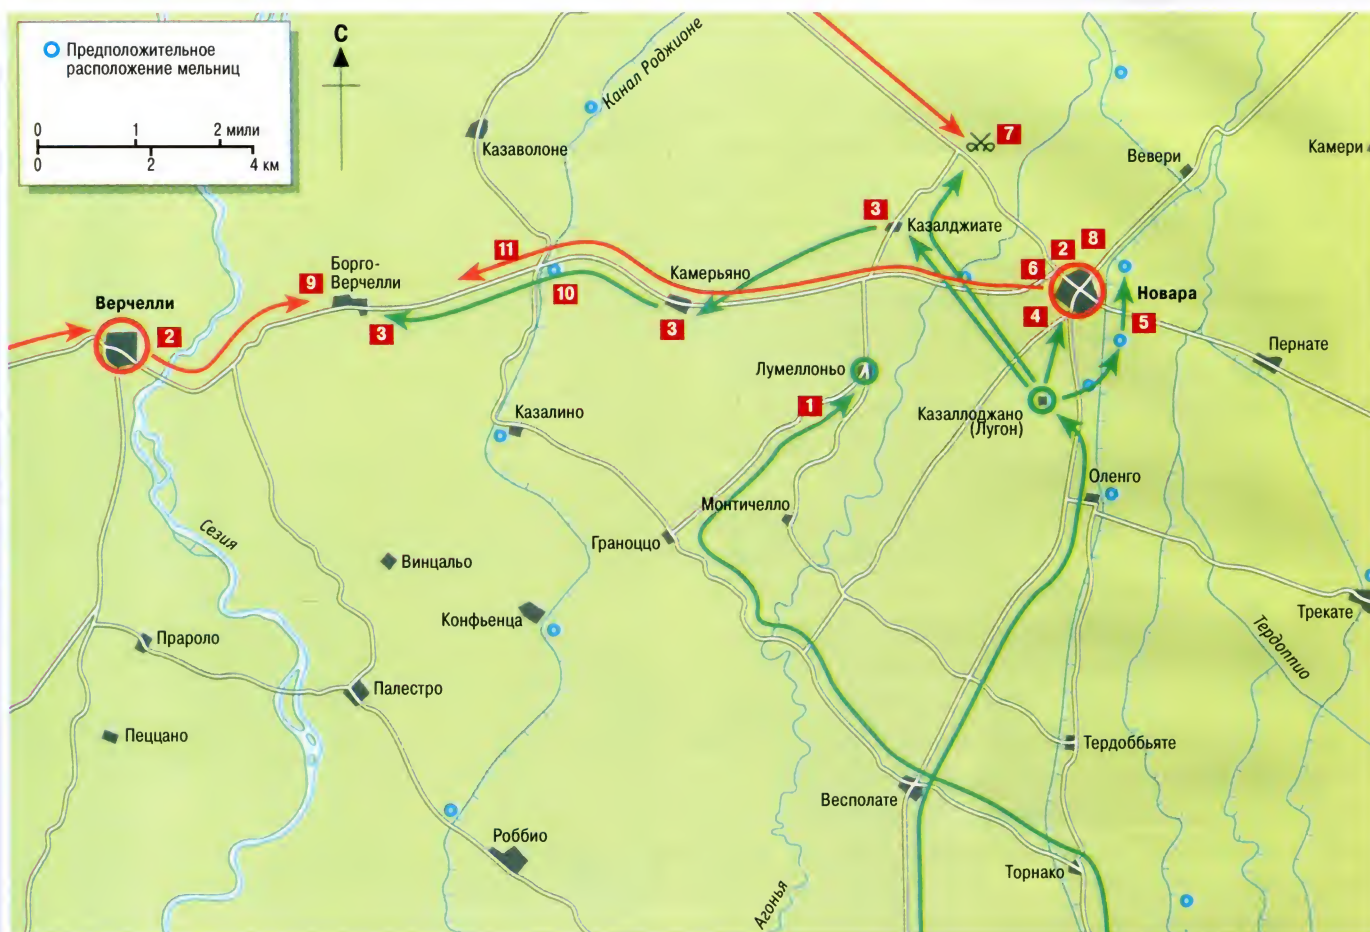 Предположительное
расположение мельниц
0 1 2 мили
0 2 4 км
С
Канал Роджионе
Казаволоне
7
Вевери
Камери
3
Казалджиате
2 8
11
Камерьяно
6
Борго-
Верчелли
9
10
Новара
Верчелли
2
3
3
4
5
Пернате
Лумеллоньо
1
Казаллоджано
(Лугон)
Казалино
Оленго
Монтичелло
Сезия
Граноццо
Винцальо
Конфьенца
Трекате
Прароло
Тердоппио
Палестро
Пеццано
Тердоббьяте
Весполате
Роббио
Торнако
Агонья